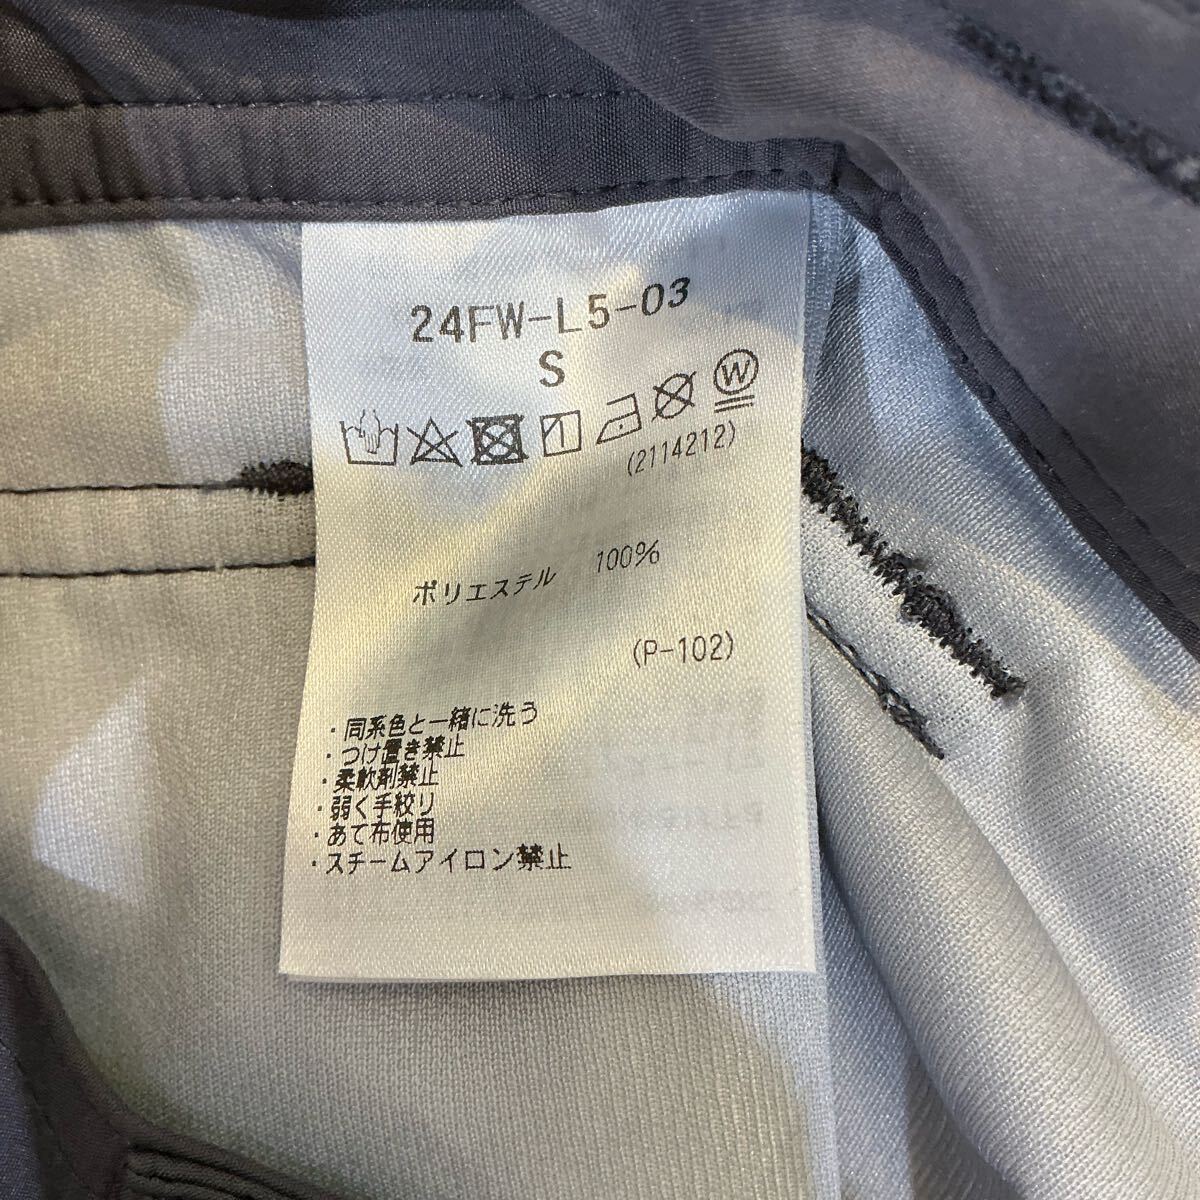 24FW-L5-03
S
W
(2114212)
ポリエステル 100%
(P-102)
・同系色と一緒に洗う
・つけ置き禁止
・柔軟剤禁止
・弱く手絞り
・あて布使用
・スチームアイロン禁止